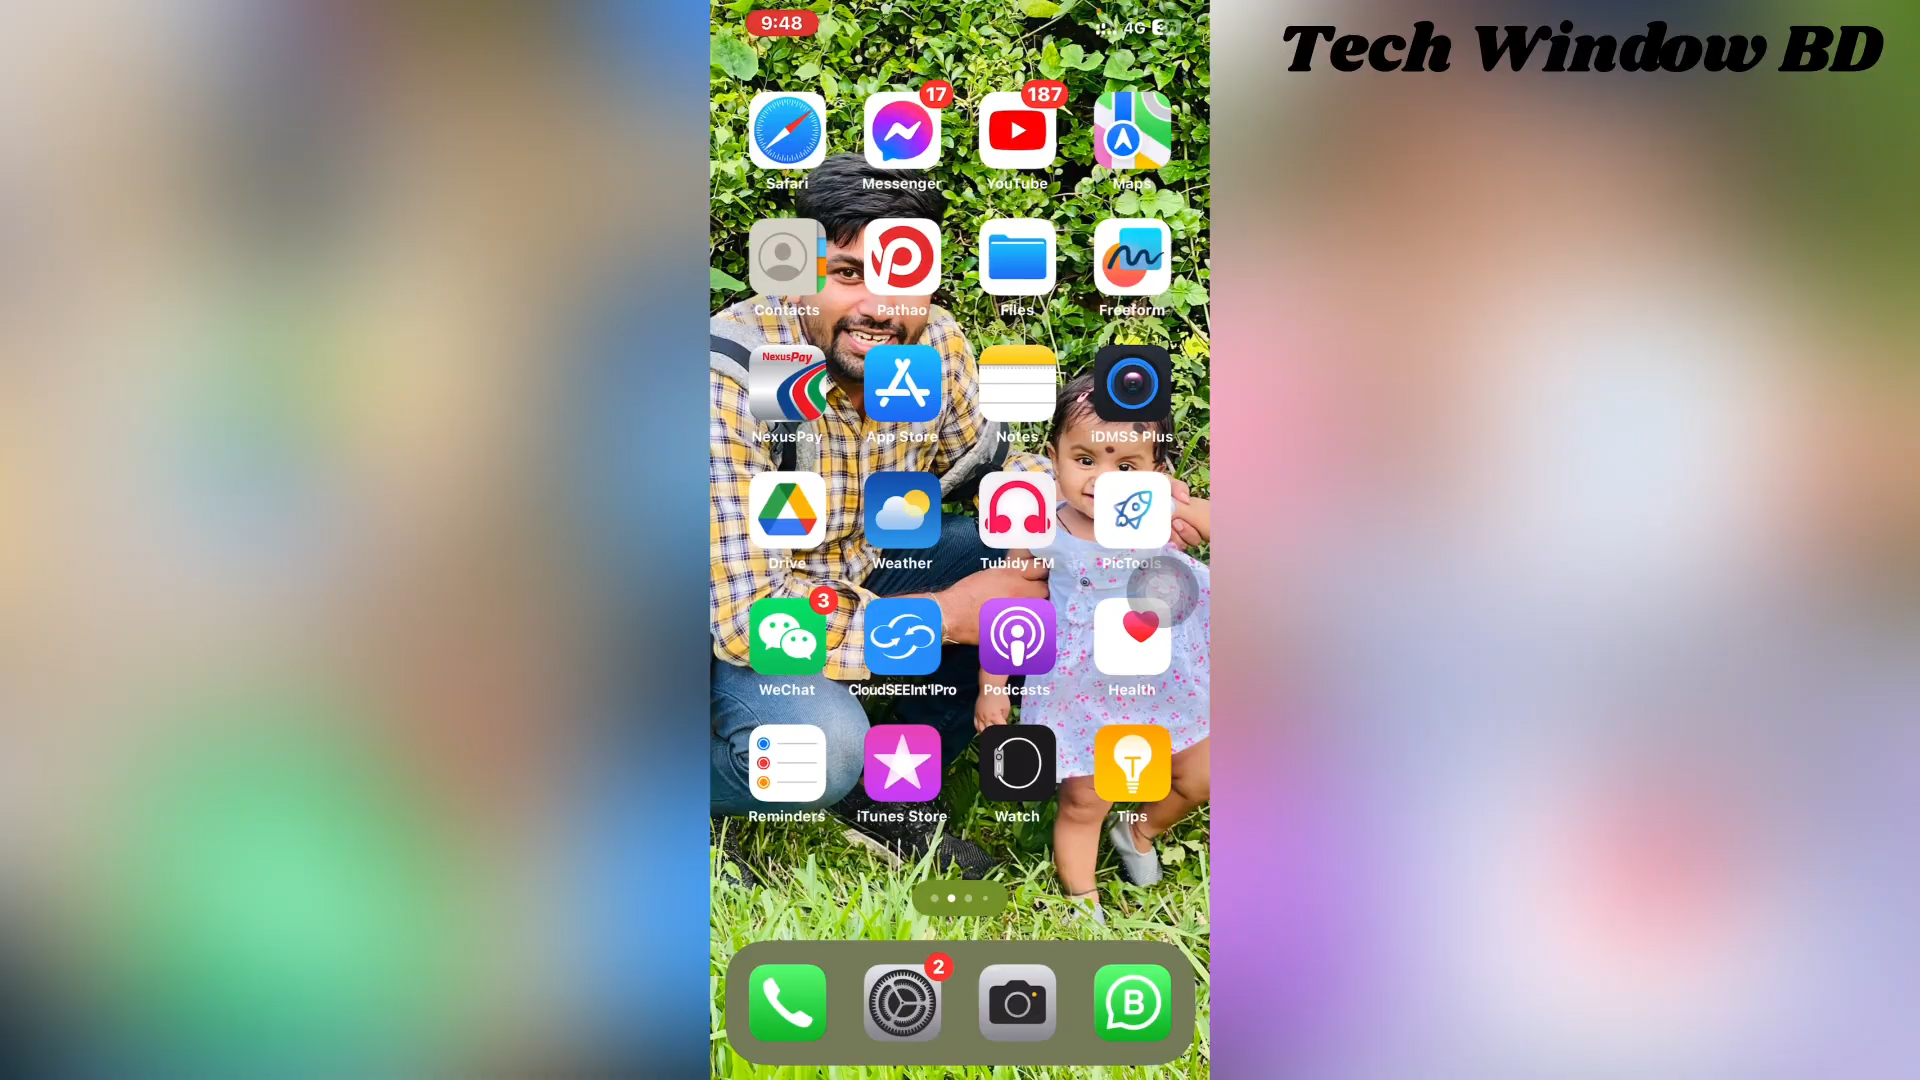 9:48
4G
Tech Window BD
17
187
Safari
Messenger
YouTube
Maps
Contacts
Pathao
Files
Freeform
NexusPay
NexusPay
App Store
Notes
iDMSS Plus
Drive
Weather
Tubidy FM
PicTools
3
WeChat
CloudSEEInt'lPro
Podcasts
Health
Reminders
iTunes Store
Watch
Tips
2
B